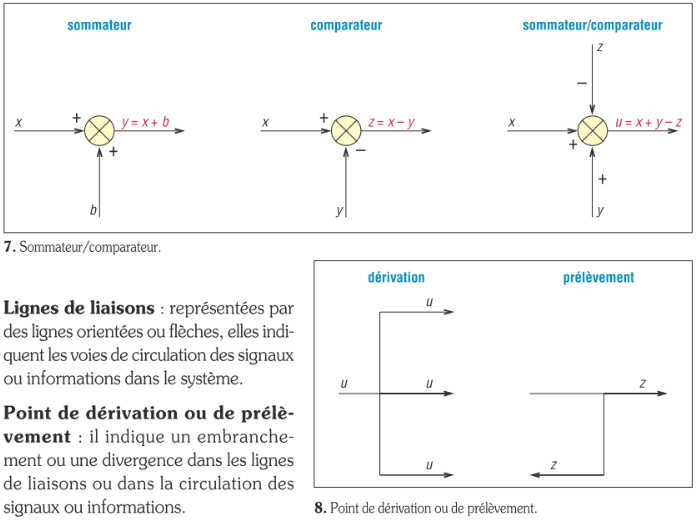 sommateur
comparateur
sommateur/comparateur
z
−
x
+
y = x + b
+
b
x
+
z = x – y
−
y
x
u = x + y – z
+
+
y
7. Sommateur/comparateur.
Lignes de liaisons : représentées par
des lignes orientées ou flèches, elles indi-
quent les voies de circulation des signaux
ou informations dans le système.
Point de dérivation ou de prélè-
vement : il indique un embranche-
ment ou une divergence dans les lignes
de liaisons ou dans la circulation des
signaux ou informations.
dérivation
prélèvement
u
u
u
u
z
z
8. Point de dérivation ou de prélèvement.